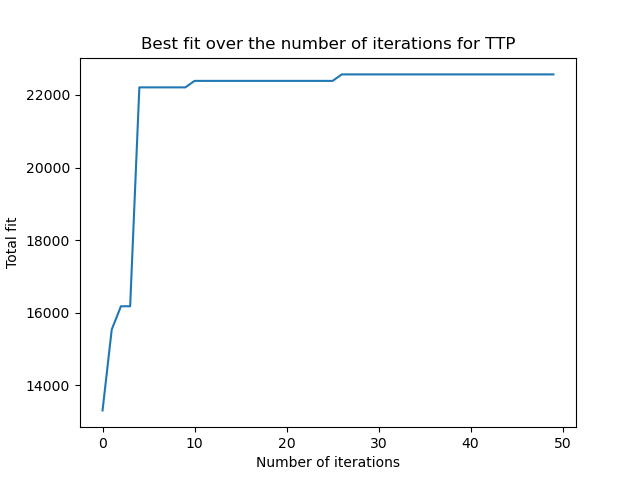 Best fit over the number of iterations for TTP
22000
20000
18000
16000
14000
Total fit
0 10 20 30 40 50
Number of iterations